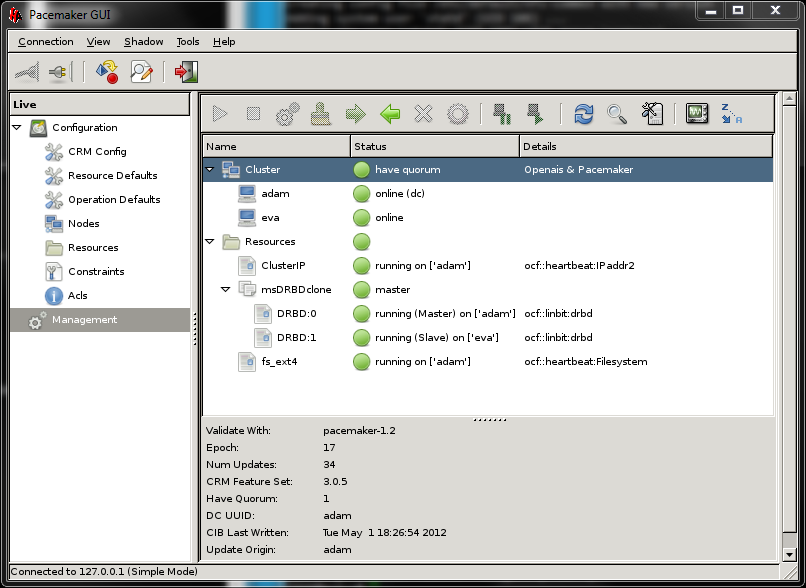 Pacemaker GUI
Connection View Shadow Tools Help
Live
Configuration
CRM Config
Resource Defaults
Operation Defaults
Nodes
Resources
Constraints
Acls
Management
Name Status Details
Cluster have quorum Openais & Pacemaker
adam online (dc)
eva online
Resources
ClusterIP running on ['adam'] ocf::heartbeat:IPaddr2
msDRBDclone master
DRBD:0 running (Master) on ['adam'] ocf::linbit:drbd
DRBD:1 running (Slave) on ['eva'] ocf::linbit:drbd
fs_ext4 running on ['adam'] ocf::heartbeat:Filesystem
Validate With: pacemaker-1.2
Epoch: 17
Num Updates: 34
CRM Feature Set: 3.0.5
Have Quorum: 1
DC UUID: adam
CIB Last Written: Tue May  1 18:26:54 2012
Update Origin: adam
Connected to 127.0.0.1 (Simple Mode)